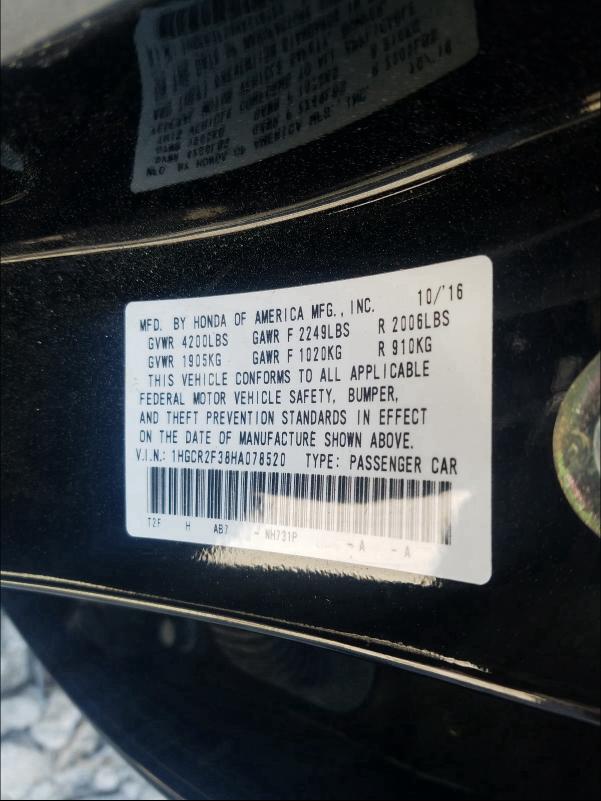 MFD. BY HONDA OF AMERICA MFG., INC. 10/'16
GVWR 4200LBS GAWR F 2249LBS R 2006LBS
GVWR 1905KG GAWR F 1020KG R 910KG
THIS VEHICLE CONFORMS TO ALL APPLICABLE
FEDERAL MOTOR VEHICLE SAFETY, BUMPER,
AND THEFT PREVENTION STANDARDS IN EFFECT
ON THE DATE OF MANUFACTURE SHOWN ABOVE.
V.I.N.: 1HGCR2F38HA078520 TYPE: PASSENGER CAR
T2F H AB7 - NH731P - A - A